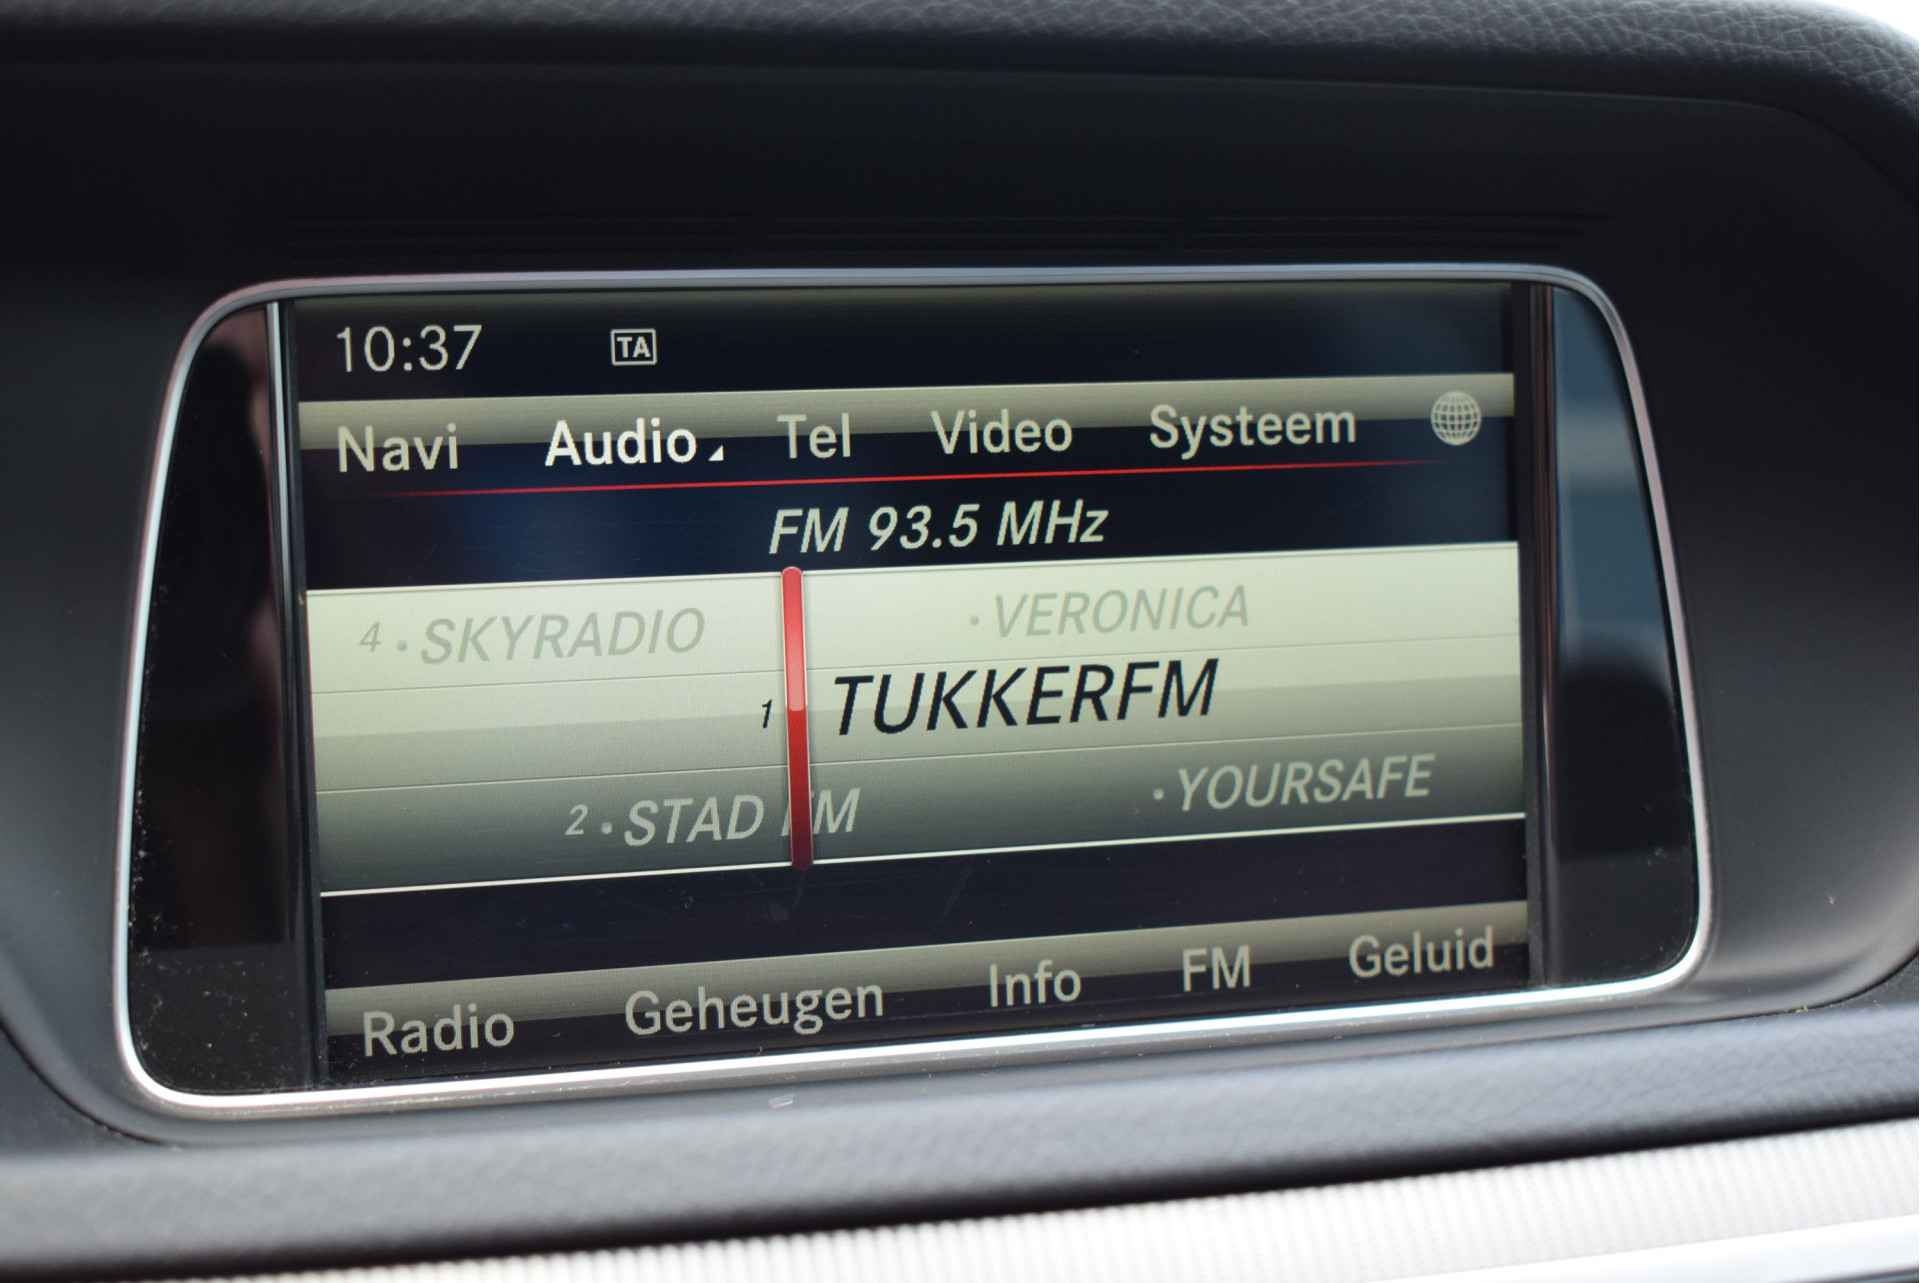 10:37 TA
Navi Audio Tel Video Systeem
FM 93.5 MHz
4 • SKYRADIO • VERONICA
1 TUKKERFM
2 • STAD FM • YOURSAFE
Radio Geheugen Info FM Geluid